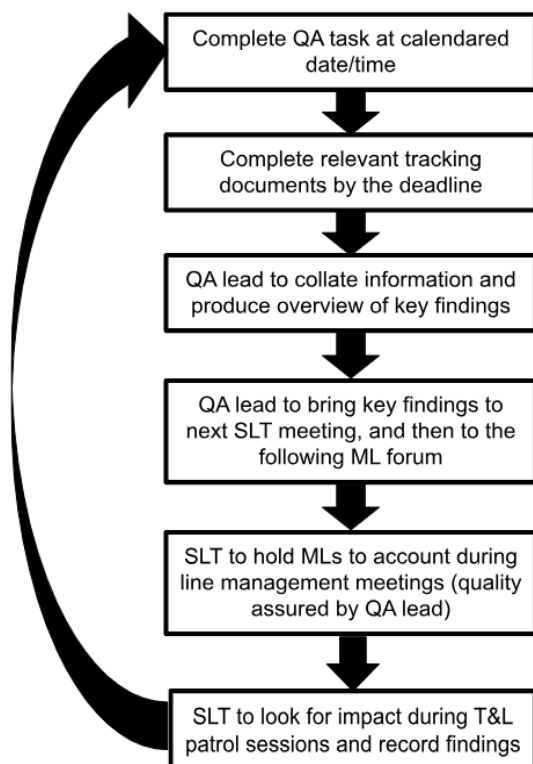 Complete QA task at calendared
date/time
Complete relevant tracking
documents by the deadline
QA lead to collate information and
produce overview of key findings
QA lead to bring key findings to
next SLT meeting, and then to the
following ML forum
SLT to hold MLs to account during
line management meetings (quality
assured by QA lead)
SLT to look for impact during T&L
patrol sessions and record findings